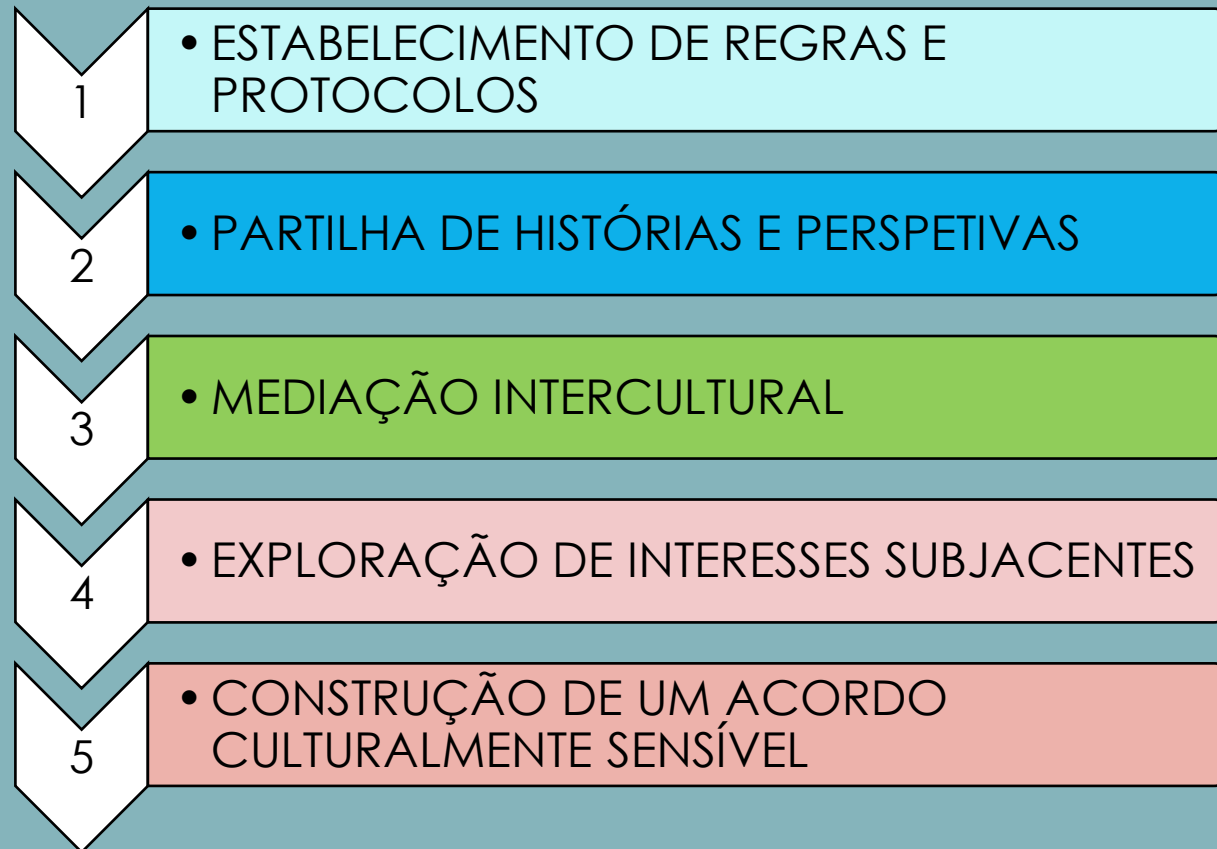 1
• ESTABELECIMENTO DE REGRAS E
PROTOCOLOS
2
• PARTILHA DE HISTÓRIAS E PERSPETIVAS
3
• MEDIAÇÃO INTERCULTURAL
4
• EXPLORAÇÃO DE INTERESSES SUBJACENTES
5
• CONSTRUÇÃO DE UM ACORDO
CULTURALMENTE SENSÍVEL